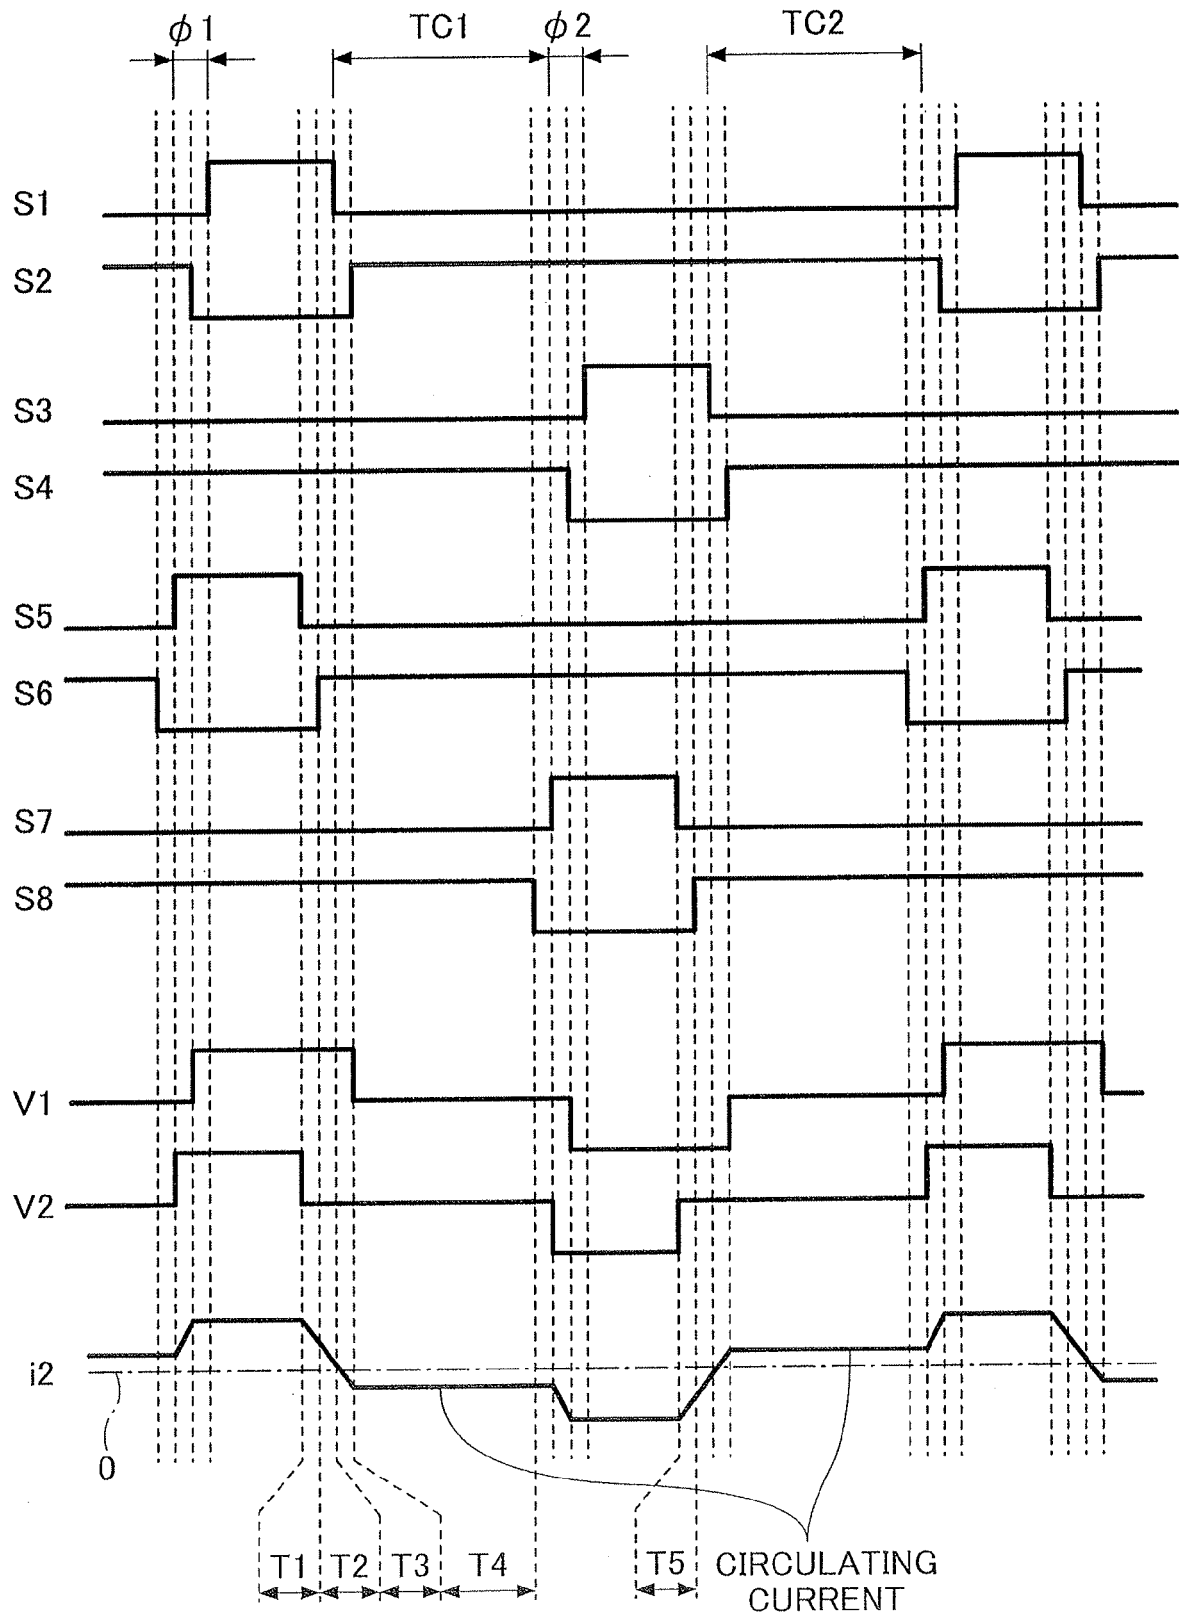 φ1 TC1 φ2 TC2
S1
S2
S3
S4
S5
S6
S7
S8
V1
V2
i2
0
T1 T2 T3 T4 T5 CIRCULATING
CURRENT